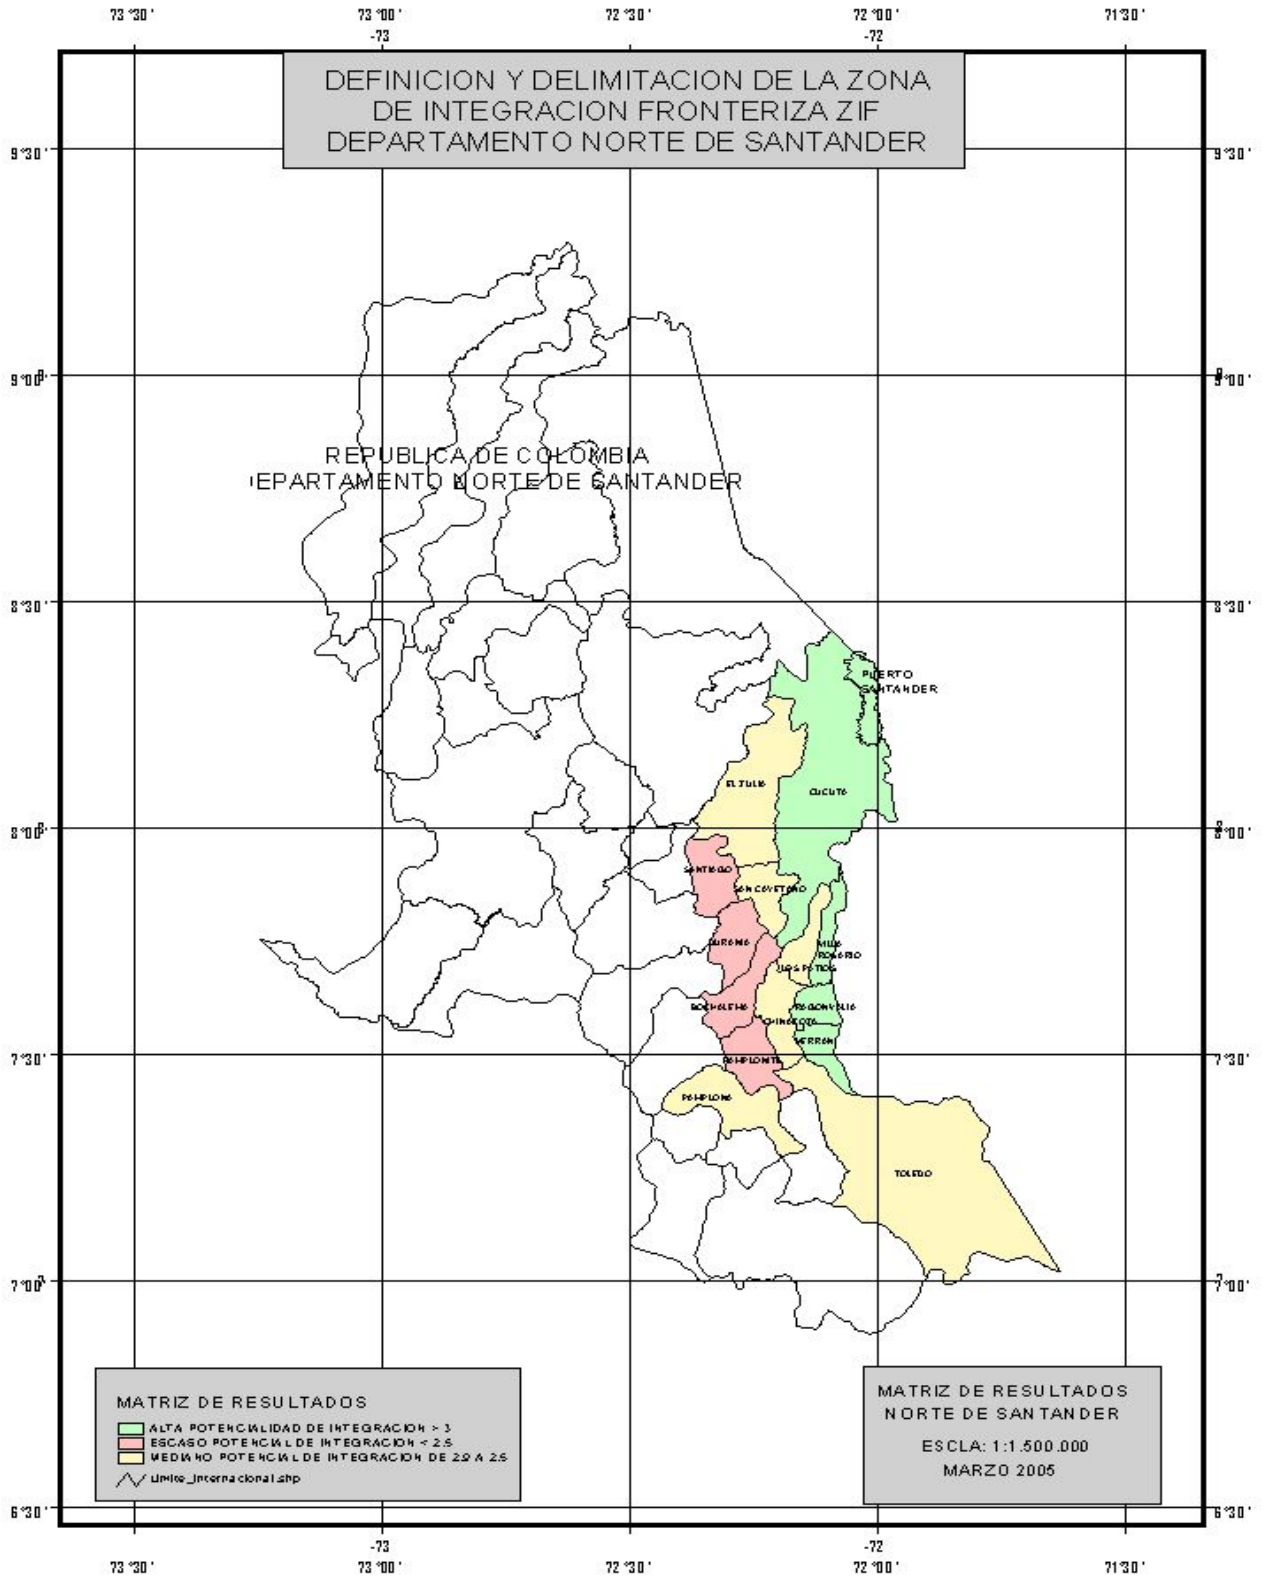 73°30' 73°00' 72°30' 72°00' 71°30'
-73 -72
DEFINICION Y DELIMITACION DE LA ZONA
DE INTEGRACION FRONTERIZA ZIF
DEPARTAMENTO NORTE DE SANTANDER
9°30' 9°30'
9°00' 9°00'
REPUBLICA DE COLOMBIA
EPARTAMENTO NORTE DE SANTANDER
8°30' 8°30'
PUERTO
SANTANDER
EL ZULIA
CUCUTA
8°00' 8°00'
SANTIAGO
SAN CAYETANO
DURANIA
VILLA
ROSARIO
LOS PATIOS
BOCHALEMA
RAGONVALIA
CHINACOTA
HERRAN
7°30' 7°30'
PAMPLONITA
PAMPLONA
TOLEDO
7°00' 7°00'
MATRIZ DE RESULTADOS
ALTA POTENCIALIDAD DE INTEGRACION > 3
ESCASO POTENCIAL DE INTEGRACION < 2.5
MEDIANO POTENCIAL DE INTEGRACION DE 2.9 A 2.5
Limite_internacional.shp
MATRIZ DE RESULTADOS
NORTE DE SANTANDER
ESCLA: 1:1.500.000
MARZO 2005
6°30' 6°30'
-73 -72
73°30' 73°00' 72°30' 72°00' 71°30'